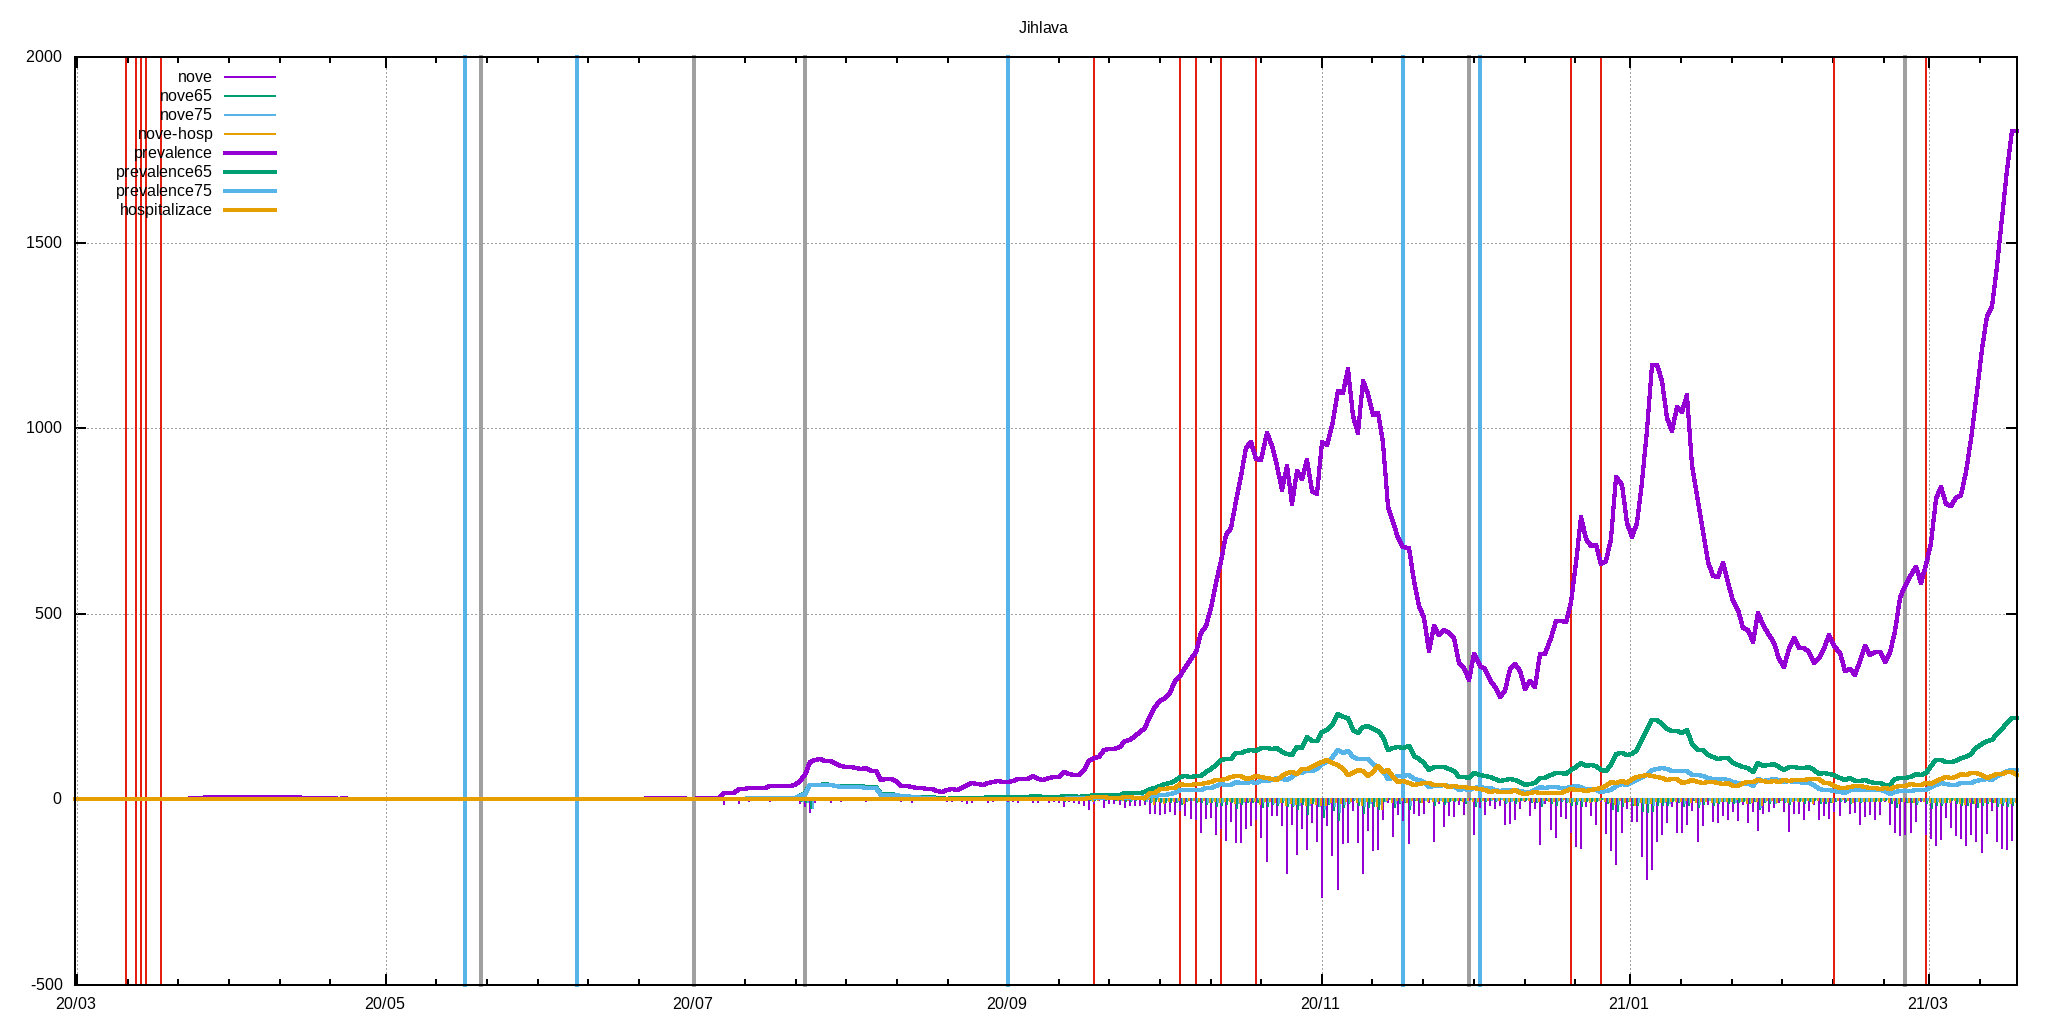 Jihlava
2000
nove
nove65
nove75
nove-hosp
prevalence
prevalence65
prevalence75
hospitalizace
1500
1000
500
0
-500
20/03 20/05 20/07 20/09 20/11 21/01 21/03